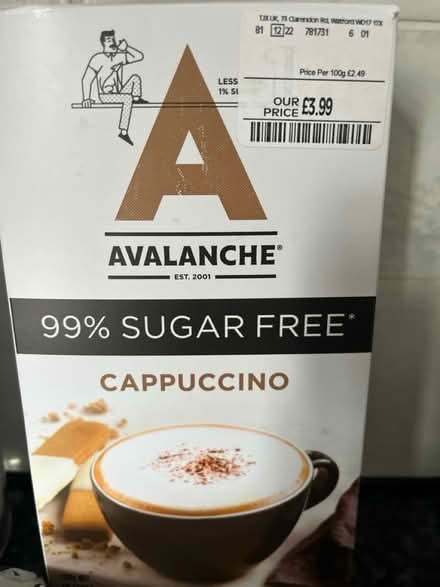 TJX UK, 73 Clarendon Rd, Watford WD17 1TX
81 12 22 781731 6 01
Price Per 100g £2.49
OUR
PRICE £3.99
LESS
1%
A
AVALANCHE®
EST. 2001
99% SUGAR FREE*
CAPPUCCINO